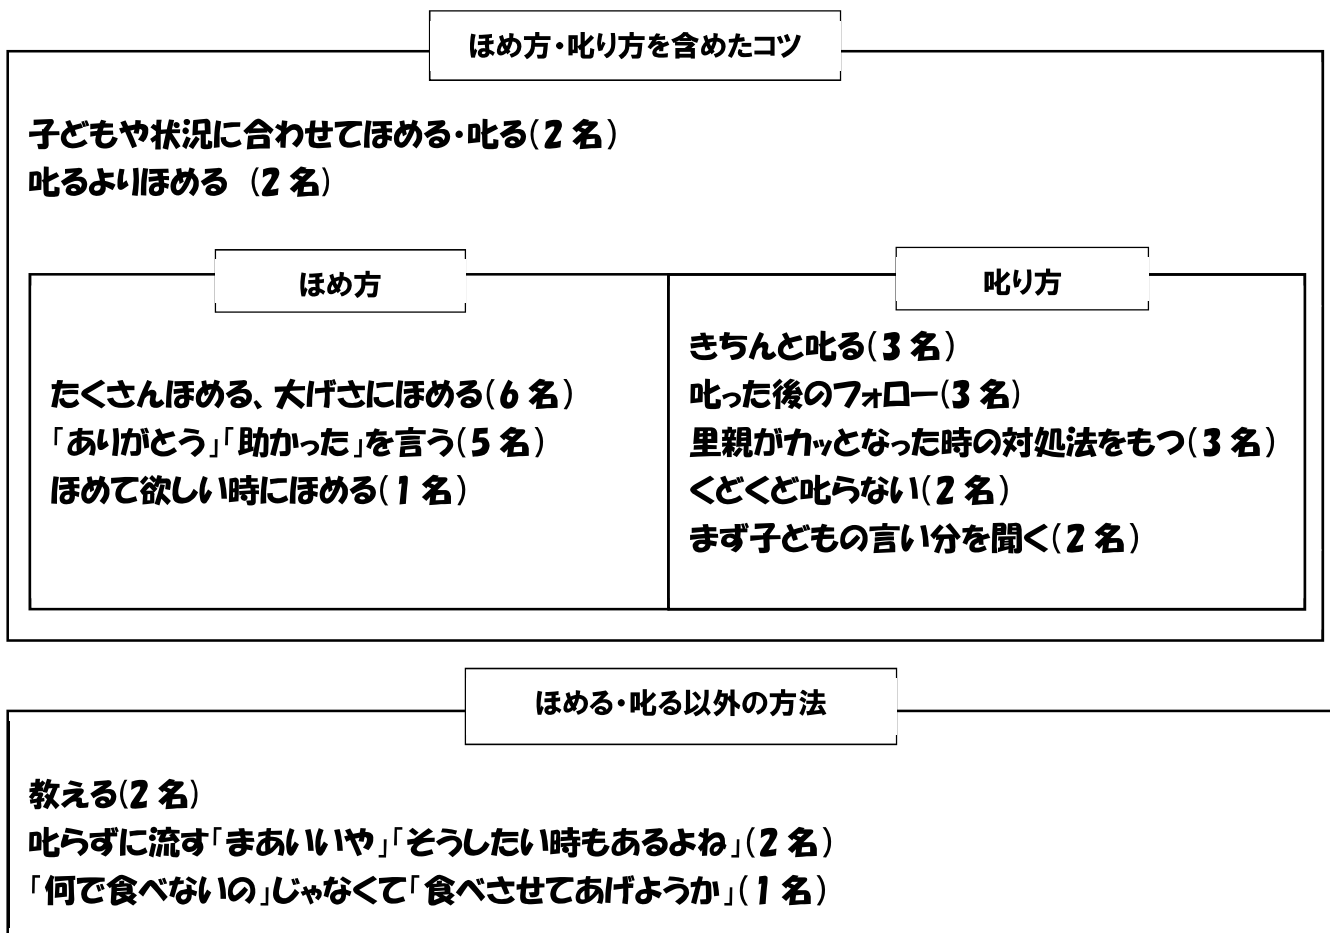 ほめ方・叱り方を含めたコツ
子どもや状況に合わせてほめる・叱る(2名)
叱るよりほめる (2名)
ほめ方
たくさんほめる、大げさにほめる(6名)
「ありがとう」「助かった」を言う(5名)
ほめて欲しい時にほめる(1名)
叱り方
きちんと叱る(3名)
叱った後のフォロー(3名)
里親がカッとなった時の対処法をもつ(3名)
くどくど叱らない(2名)
まず子どもの言い分を聞く(2名)
ほめる・叱る以外の方法
教える(2名)
叱らずに流す「まあいいや」「そうしたい時もあるよね」(2名)
「何で食べないの」じゃなくて「食べさせてあげようか」(1名)